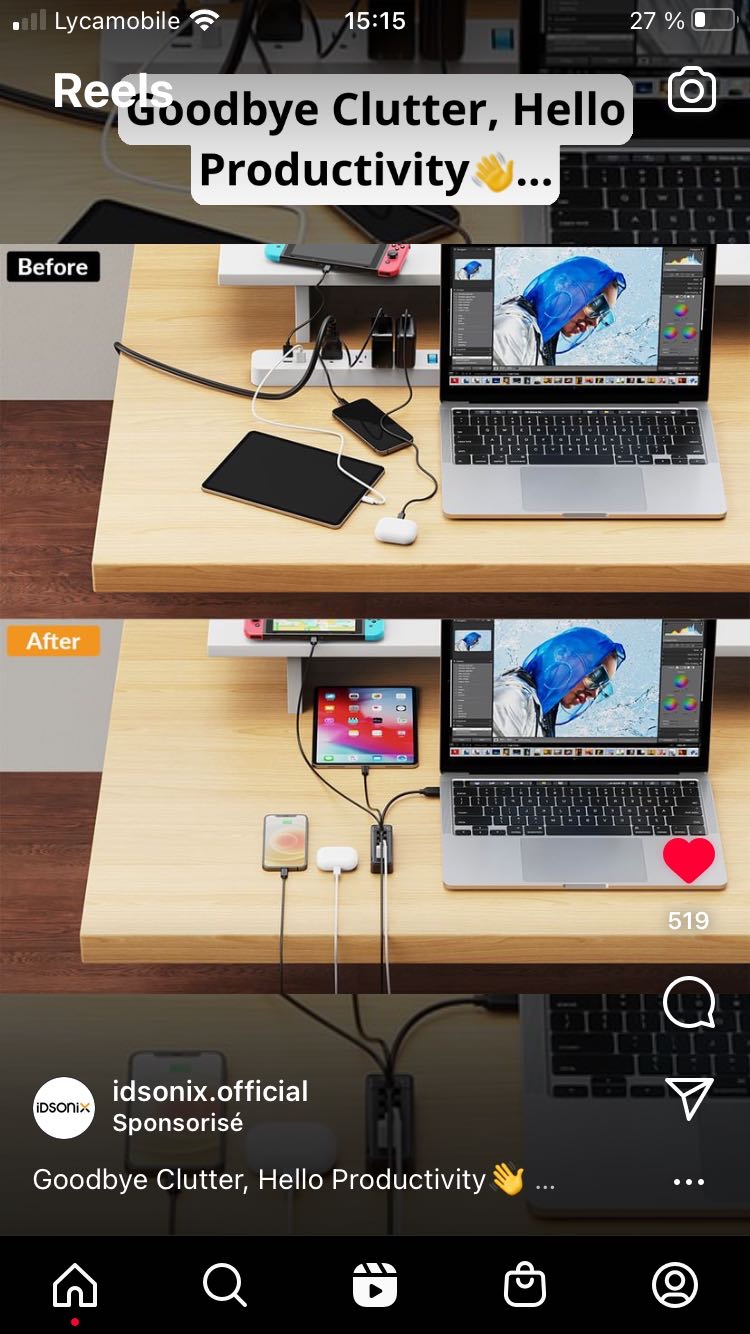 Lycamobile
15:15
27 %
Reels
Goodbye Clutter, Hello
Productivity👋...
Before
After
519
iDSONIX
idsonix.official
Sponsorisé
Goodbye Clutter, Hello Productivity👋 ...